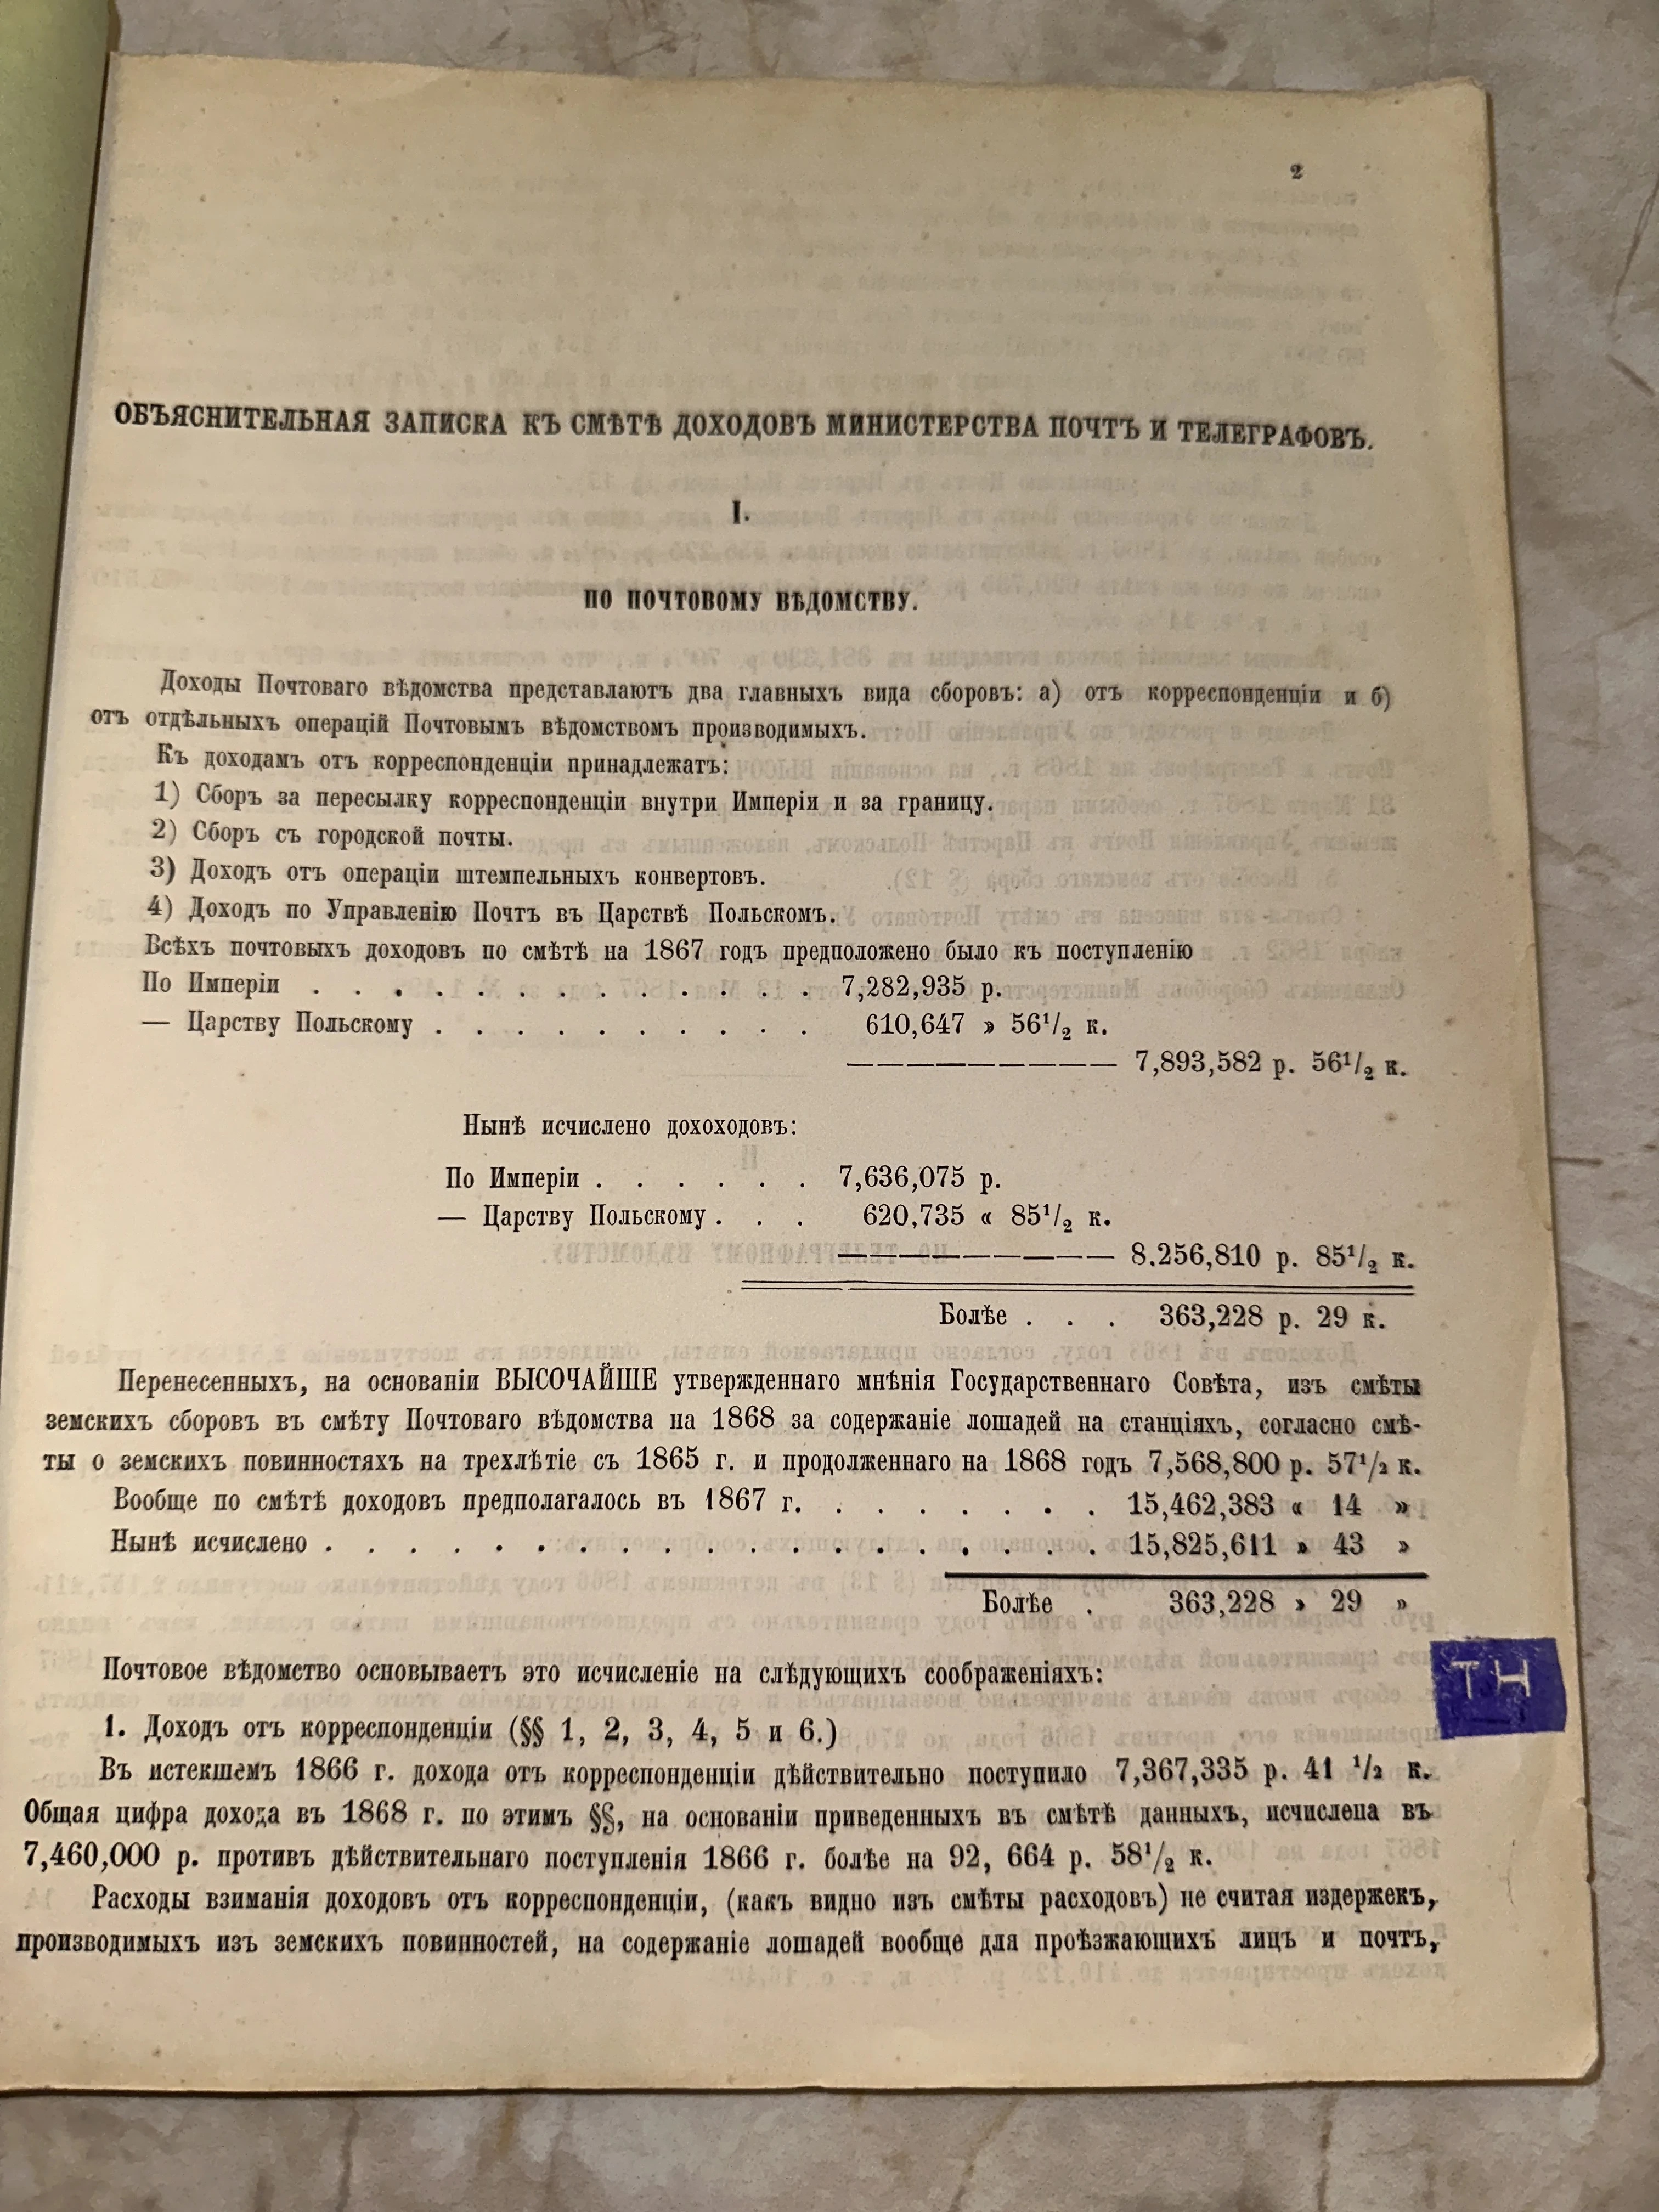 2
ОБЪЯСНИТЕЛЬНАЯ ЗАПИСКА КЪ СМѢТѢ ДОХОДОВЪ МИНИСТЕРСТВА ПОЧТЪ И ТЕЛЕГРАФОВЪ.
I.
ПО ПОЧТОВОМУ ВѢДОМСТВУ.
Доходы Почтоваго вѣдомства представляютъ два главныхъ вида сборовъ: а) отъ корреспонденціи и б)
отъ отдѣльныхъ операцій Почтовымъ вѣдомствомъ производимыхъ.
Къ доходамъ отъ корреспонденціи принадлежатъ:
1) Сборъ за пересылку корреспонденціи внутри Имперіи и за границу.
2) Сборъ съ городской почты.
3) Доходъ отъ операціи штемпельныхъ конвертовъ.
4) Доходъ по Управленію Почтъ въ Царствѣ Польскомъ.
Всѣхъ почтовыхъ доходовъ по смѣтѣ на 1867 годъ предположено было къ поступленію
По Имперіи . . . . . . . . . . . . . 7,282,935 р.
— Царству Польскому . . . . . . . . . . 610,647 » 56¹/₂ к.
————————— 7,893,582 р. 56¹/₂ к.
Нынѣ исчислено дохоходовъ:
По Имперіи . . . . . . 7,636,075 р.
— Царству Польскому . . . 620,735 « 85¹/₂ к.
————————— 8.256,810 р. 85¹/₂ к.
Болѣе . . . 363,228 р. 29 к.
Перенесенныхъ, на основаніи ВЫСОЧАЙШЕ утвержденнаго мнѣнія Государственнаго Совѣта, изъ смѣты
земскихъ сборовъ въ смѣту Почтоваго вѣдомства на 1868 за содержаніе лошадей на станціяхъ, согласно смѣ-
ты о земскихъ повинностяхъ на трехлѣтіе съ 1865 г. и продолженнаго на 1868 годъ 7,568,800 р. 57¹/₂ к.
Вообще по смѣтѣ доходовъ предполагалось въ 1867 г. . . . . . . . 15,462,383 « 14 »
Нынѣ исчислено . . . . . . . . . . . . . . . . . . . 15,825,611 » 43 »
Болѣе . 363,228 » 29 »
Почтовое вѣдомство основываетъ это исчисленіе на слѣдующихъ соображеніяхъ:
1. Доходъ отъ корреспонденціи (§§ 1, 2, 3, 4, 5 и 6.)
Въ истекшемъ 1866 г. дохода отъ корреспонденціи дѣйствительно поступило 7,367,335 р. 41 ¹/₂ к.
Общая цифра дохода въ 1868 г. по этимъ §§, на основаніи приведенныхъ въ смѣтѣ данныхъ, исчислена въ
7,460,000 р. противъ дѣйствительнаго поступленія 1866 г. болѣе на 92, 664 р. 58¹/₂ к.
Расходы взиманія доходовъ отъ корреспонденціи, (какъ видно изъ смѣты расходовъ) не считая издержекъ,
производимыхъ изъ земскихъ повинностей, на содержаніе лошадей вообще для проѣзжающихъ лицъ и почтъ,
TH